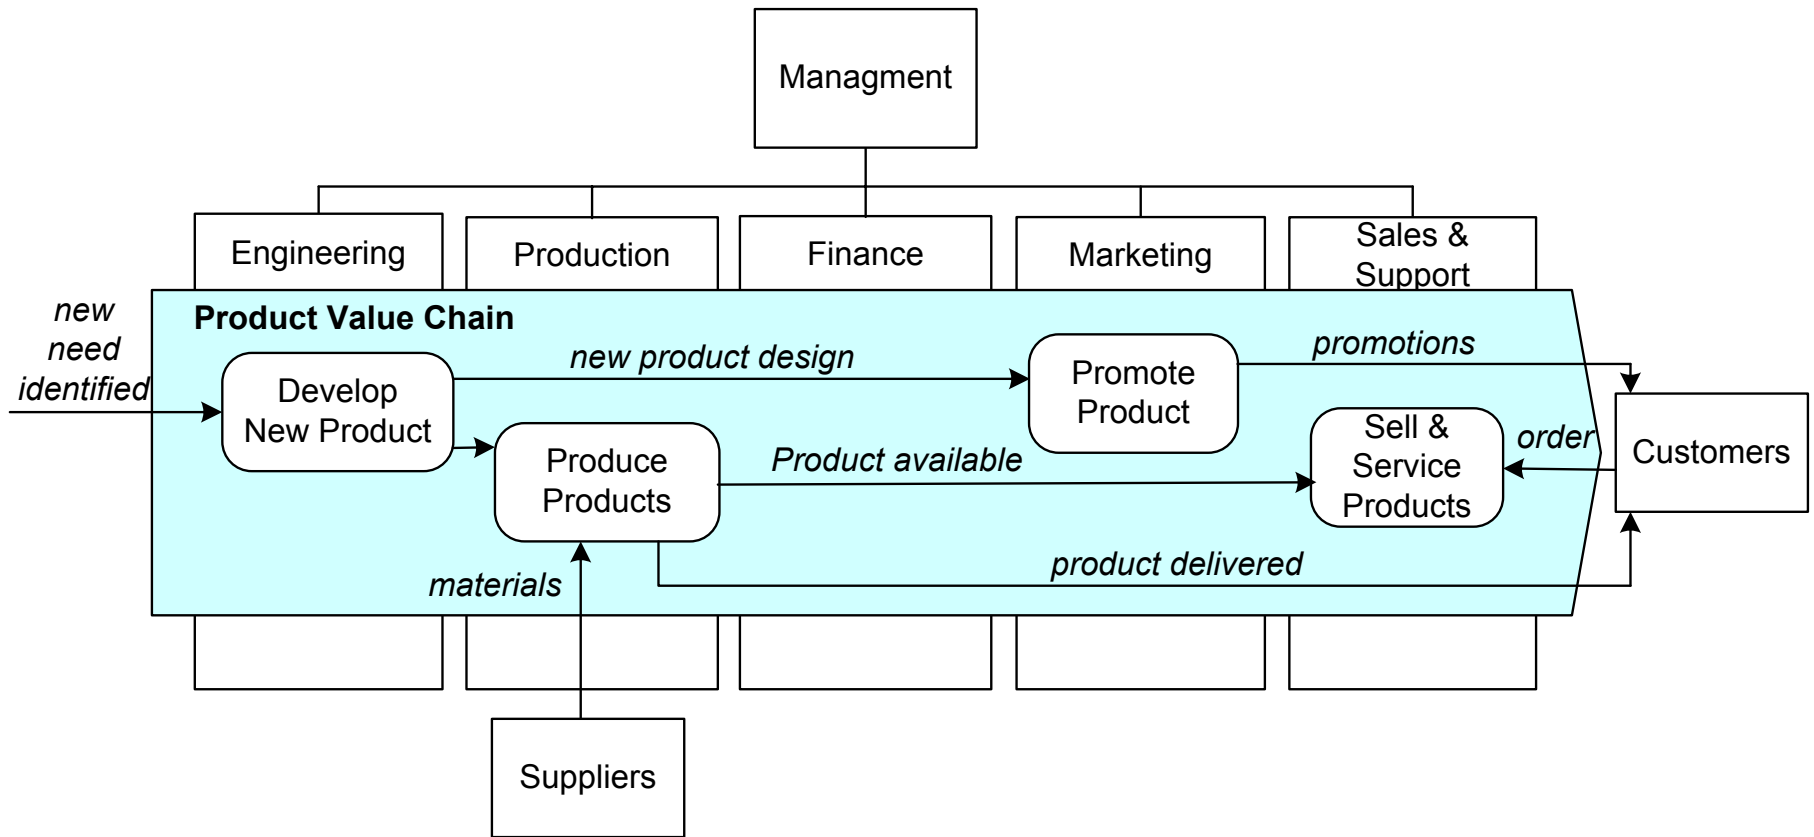 Managment
Engineering
Production
Finance
Marketing
Sales &
Support
new
need
identified
Product Value Chain
new product design
promotions
Develop
New Product
Promote
Product
Produce
Products
Product available
Sell &
Service
Products
order
Customers
materials
product delivered
Suppliers